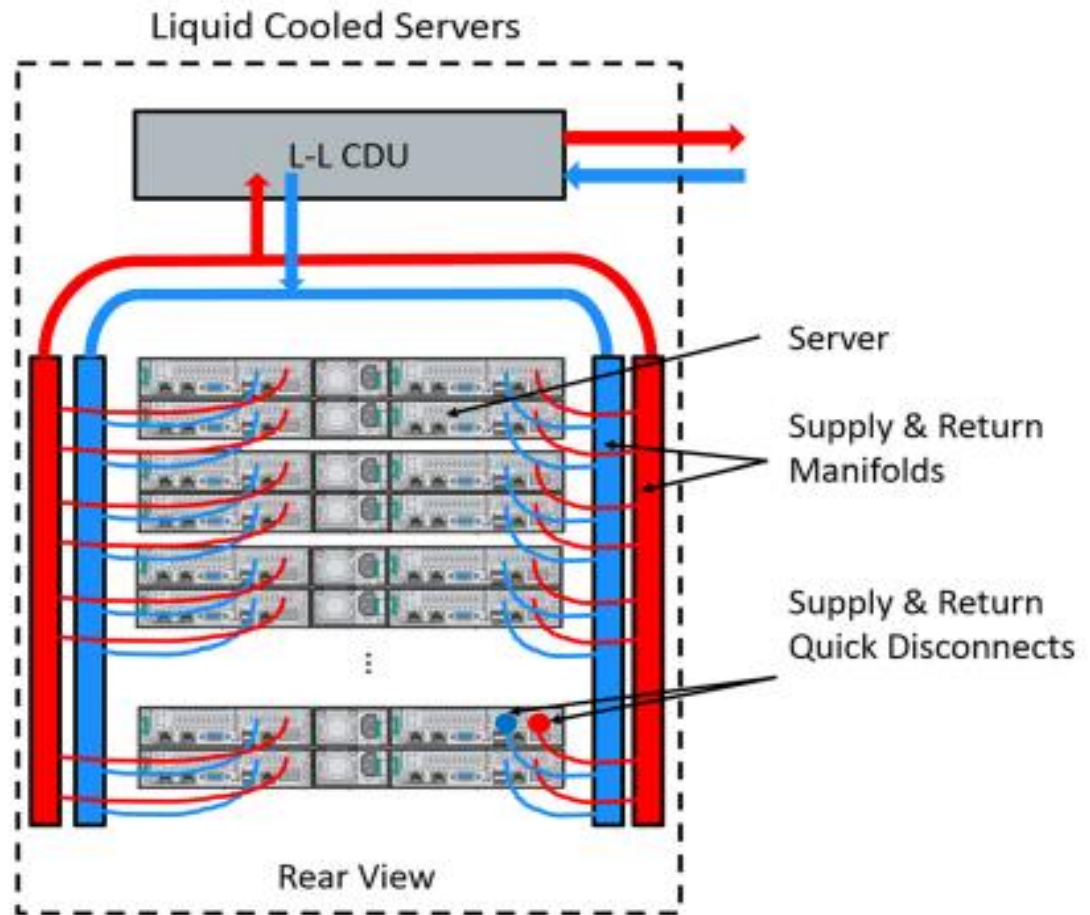 Liquid Cooled Servers
L-L CDU
Server
Supply & Return
Manifolds
Supply & Return
Quick Disconnects
...
Rear View